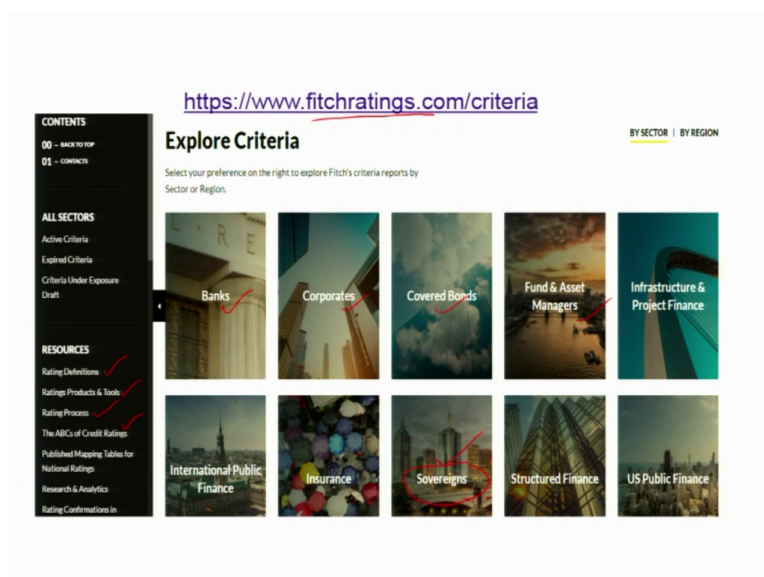 https://www.fitchratings.com/criteria
CONTENTS
00 – BACK TO TOP
01 – CONTACTS
ALL SECTORS
Active Criteria
Expired Criteria
Criteria Under Exposure
Draft
RESOURCES
Rating Definitions
Ratings Products & Tools
Rating Process
The ABCs of Credit Ratings
Published Mapping Tables for
National Ratings
Research & Analytics
Rating Confirmations in
Explore Criteria
BY SECTOR | BY REGION
Select your preference on the right to explore Fitch's criteria reports by
Sector or Region.
Banks
Corporates
Covered Bonds
Fund & Asset
Managers
Infrastructure &
Project Finance
International Public
Finance
Insurance
Sovereigns
Structured Finance
US Public Finance